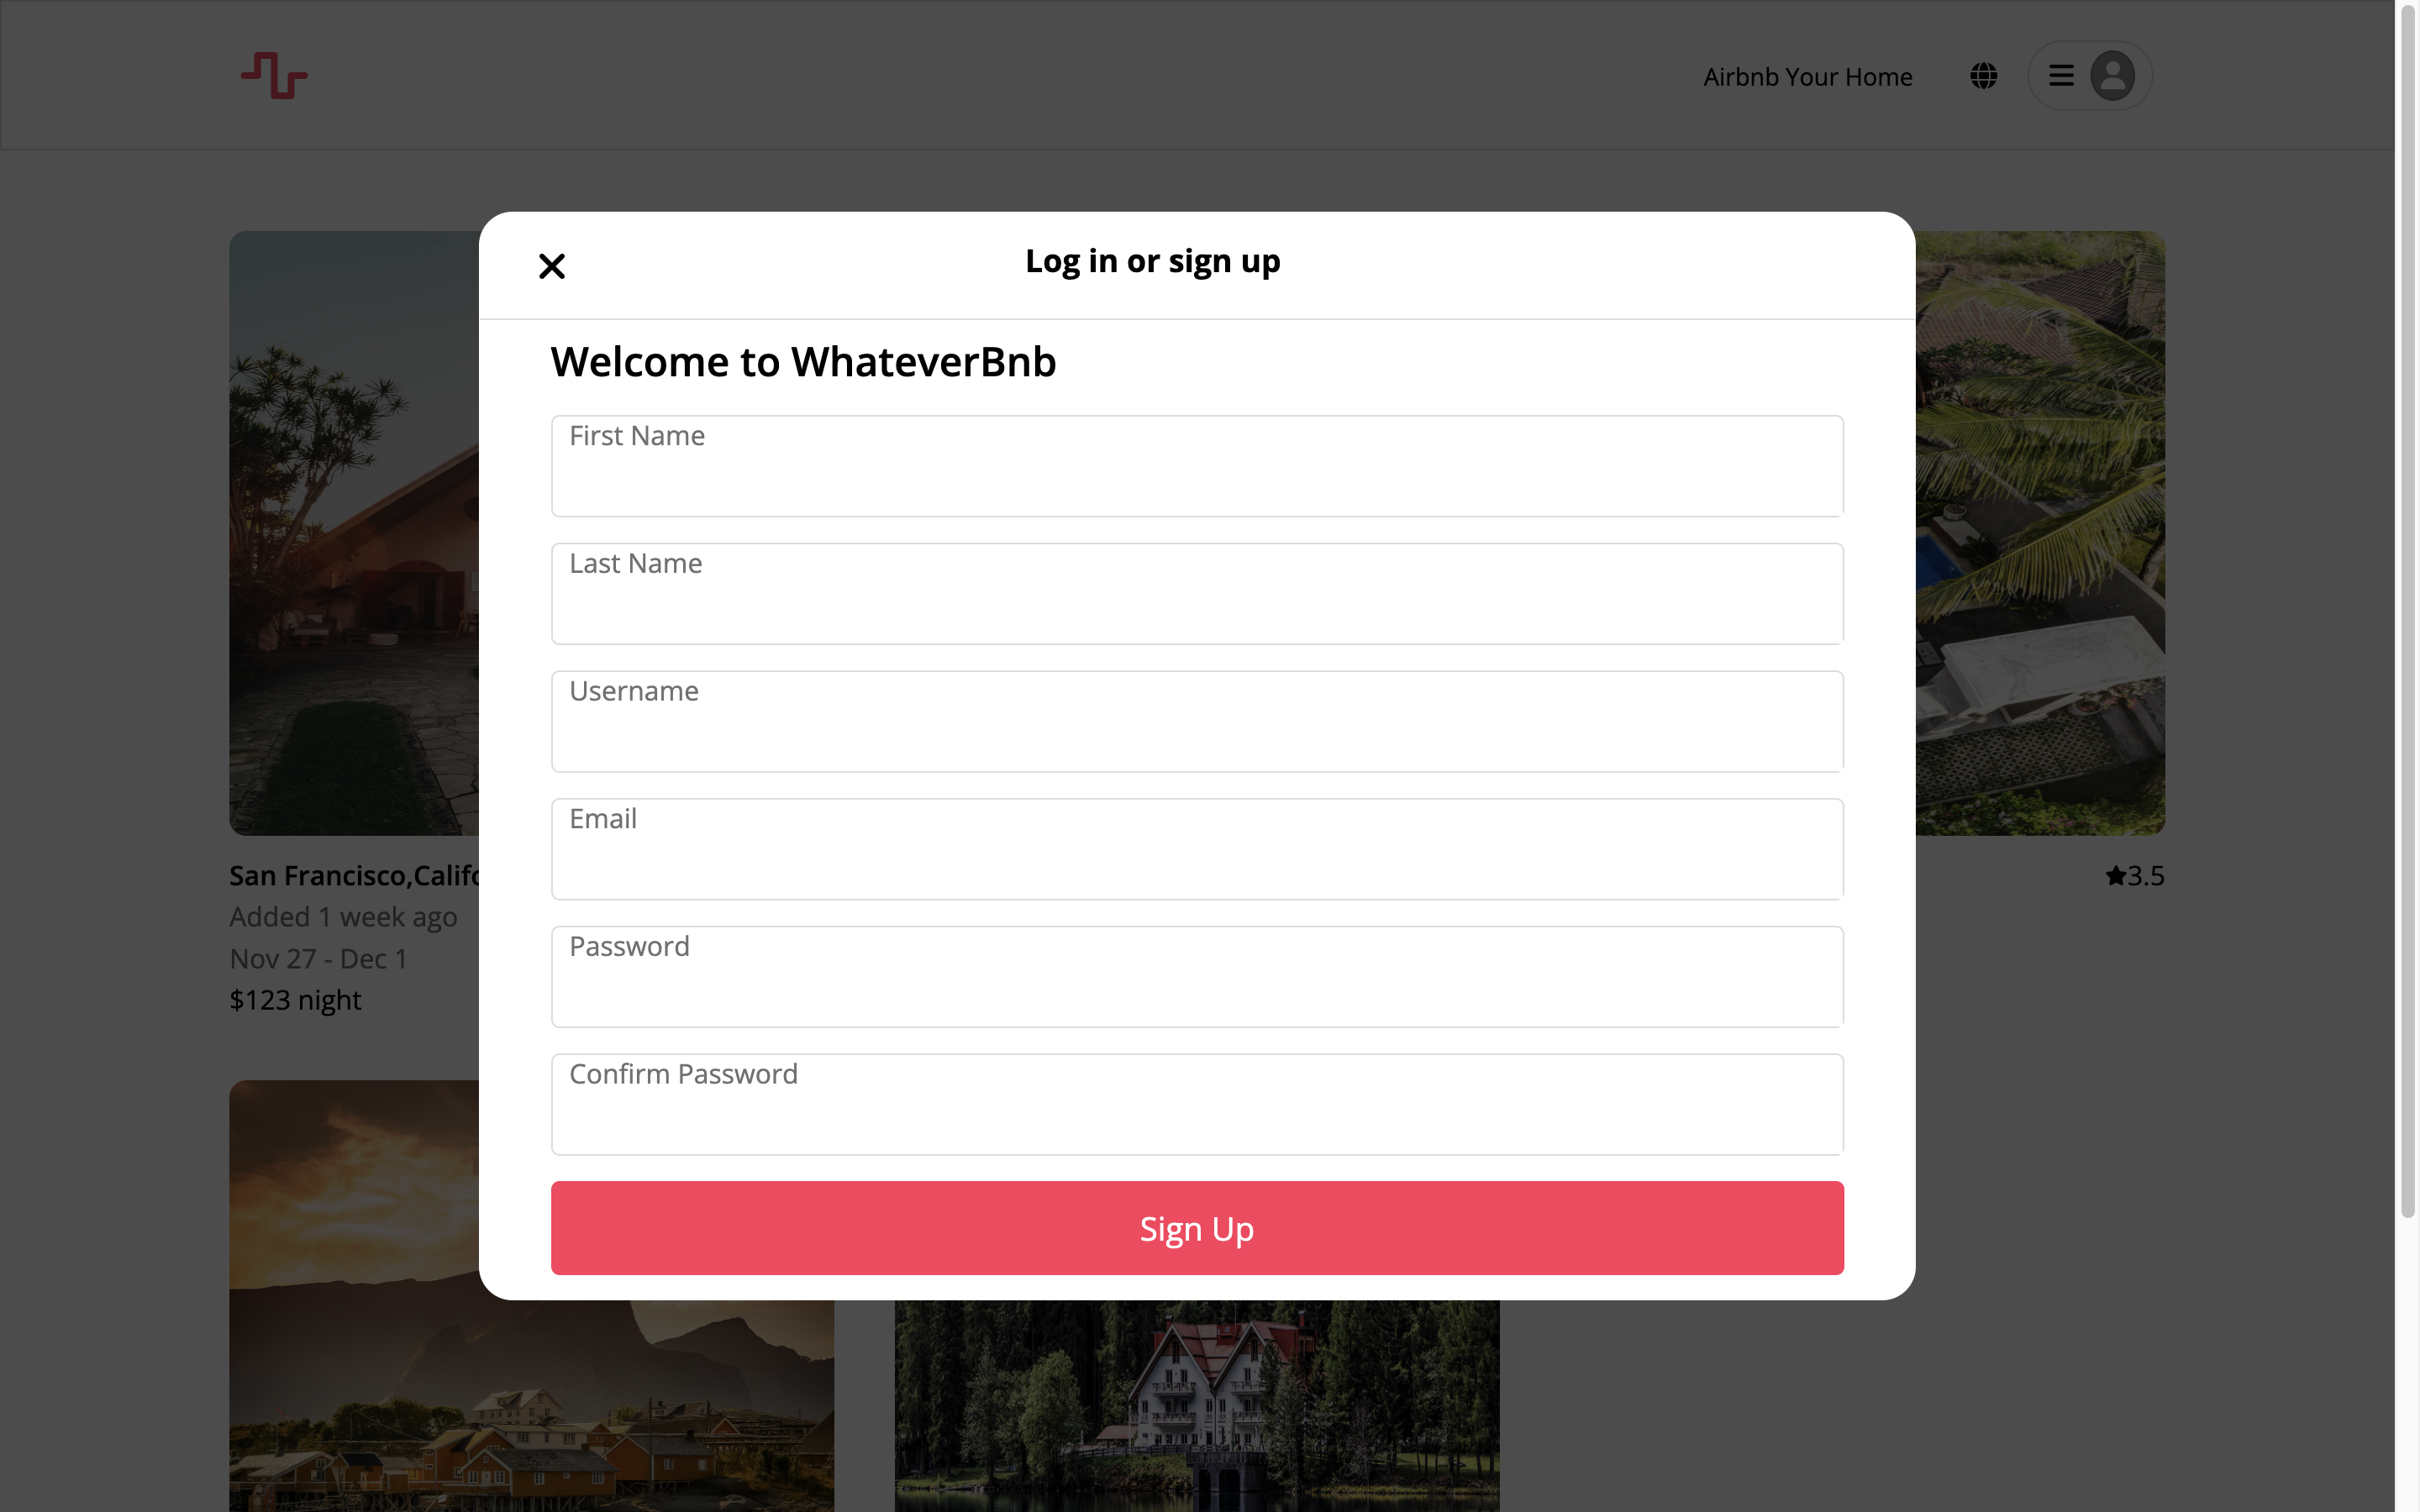 Airbnb Your Home
Log in or sign up
Welcome to WhateverBnb
First Name
Last Name
Username
Email
Password
Confirm Password
Sign Up
San Francisco,Califo
Added 1 week ago
Nov 27 - Dec 1
$123 night
3.5